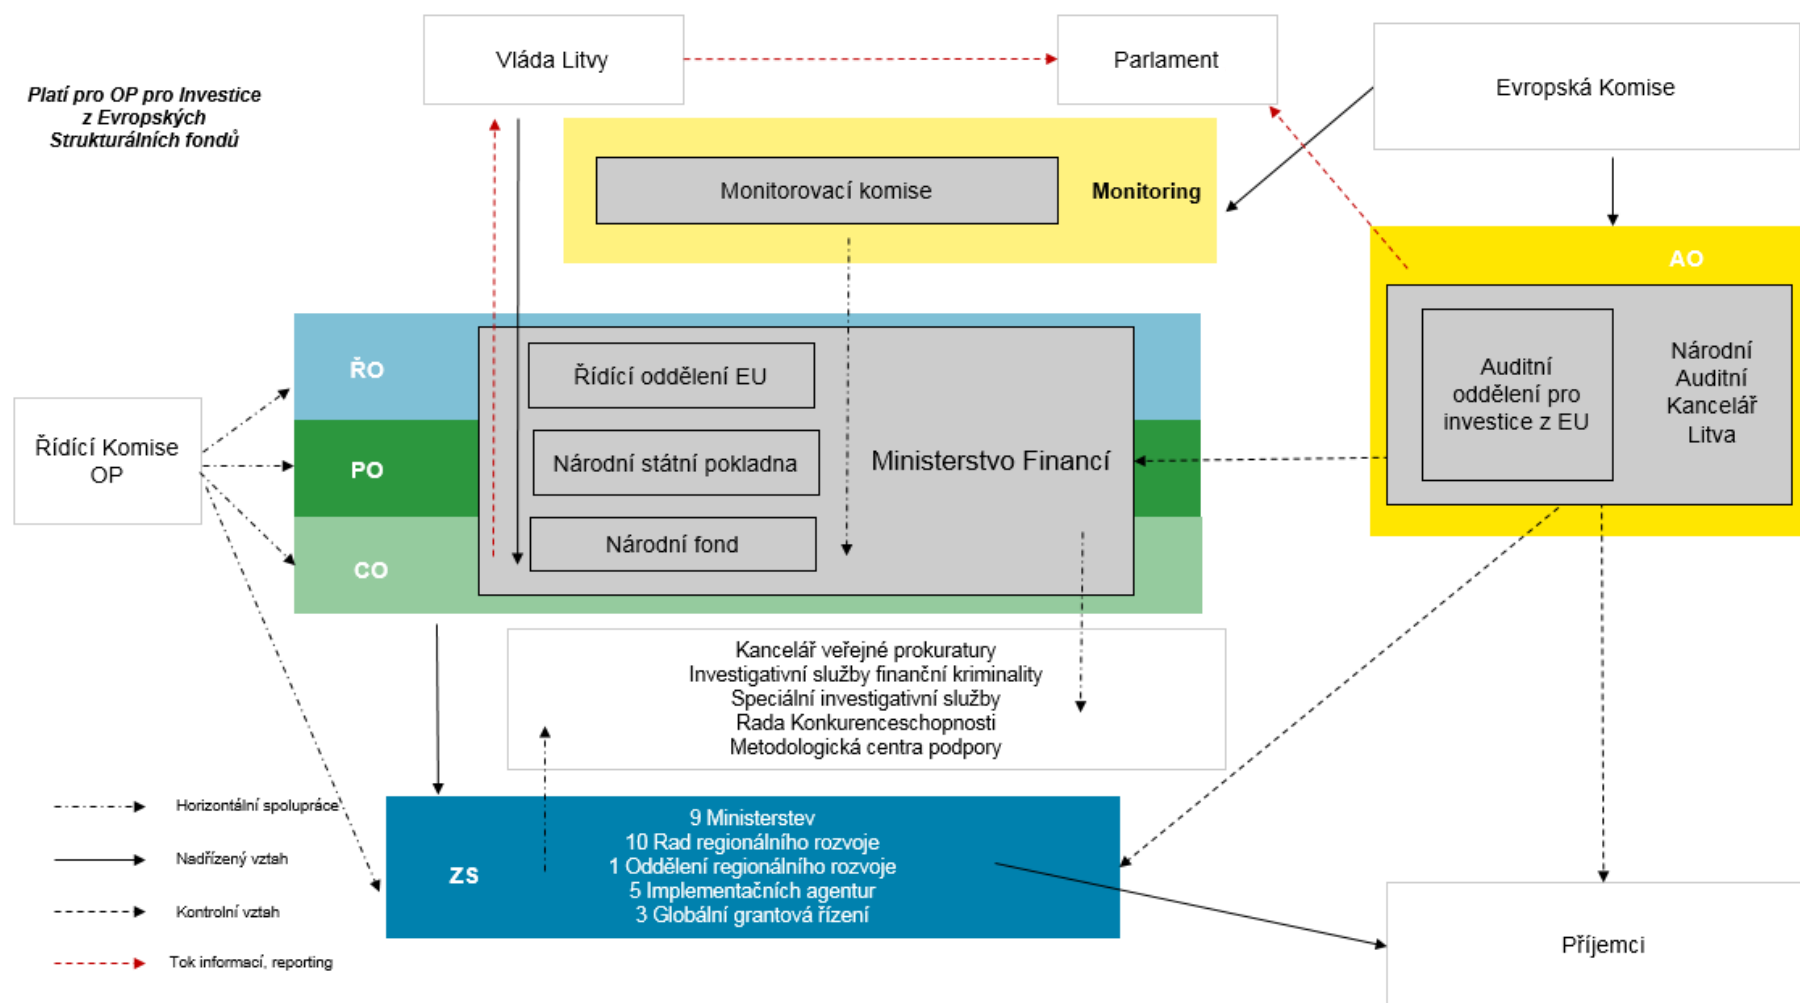 Vláda Litvy
Parlament
Evropská Komise
Platí pro OP pro Investice
z Evropských
Strukturálních fondů
Monitorovací komise
Monitoring
AO
ŘO
Řídící oddělení EU
Auditní
oddělení pro
investice z EU
Národní
Auditní
Kancelář
Litva
Řídící Komise
OP
PO
Národní státní pokladna
Ministerstvo Financí
CO
Národní fond
Kancelář veřejné prokuratury
Investigativní služby finanční kriminality
Speciální investigativní služby
Rada Konkurenceschopnosti
Metodologická centra podpory
ZS
9 Ministerstev
10 Rad regionálního rozvoje
1 Oddělení regionálního rozvoje
5 Implementačních agentur
3 Globální grantová řízení
Příjemci
Horizontální spolupráce
Nadřízený vztah
Kontrolní vztah
Tok informací, reporting